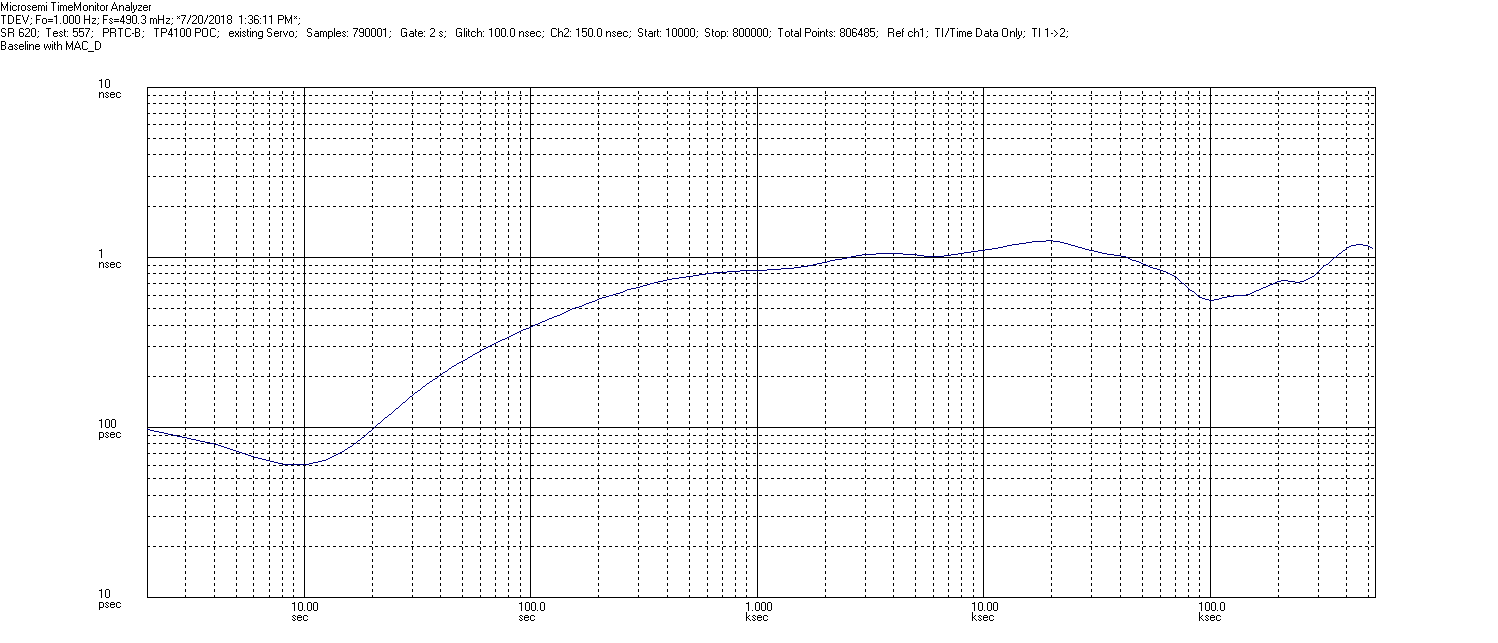 Microsemi TimeMonitor Analyzer
TDEV; Fo=1.000 Hz; Fs=490.3 mHz; *7/20/2018 1:36:11 PM*;
SR 620; Test: 557; PRTC-B; TP4100 POC; existing Servo; Samples: 790001; Gate: 2 s; Glitch: 100.0 nsec; Ch2: 150.0 nsec; Start: 10000; Stop: 800000; Total Points: 806485; Ref ch1; TI/Time Data Only; TI 1->2;
Baseline with MAC_D
10
nsec
1
nsec
100
psec
10
psec
10.00 100.0 1.000 10.00 100.0
sec sec ksec ksec ksec